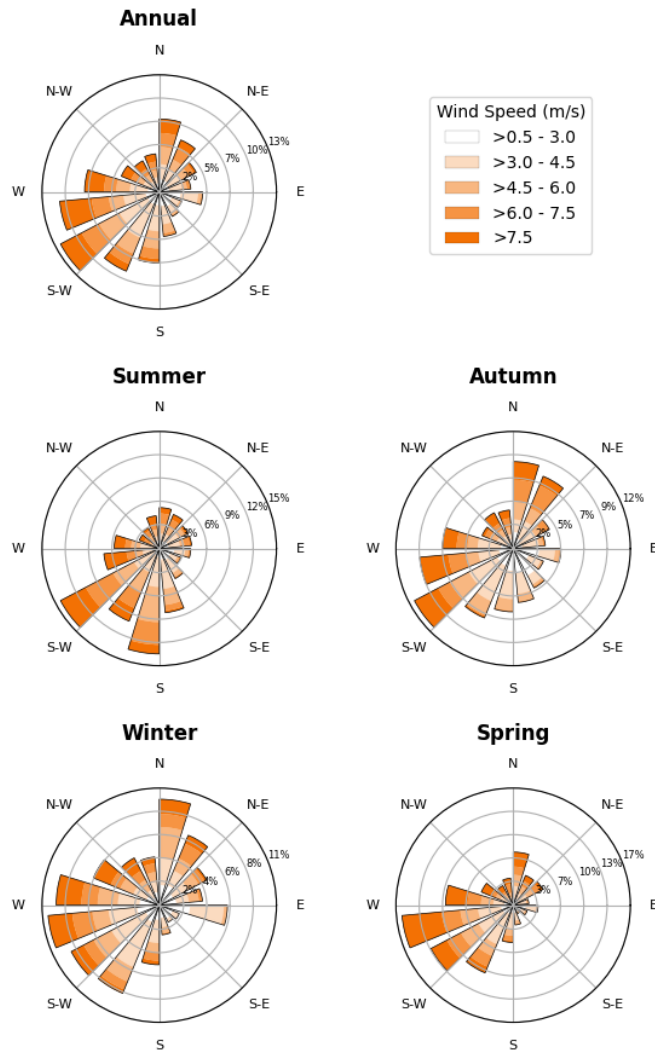 Annual
N
N-W
N-E
13%
10%
7%
5%
2%
W
E
S-W
S-E
S
Wind Speed (m/s)
>0.5 - 3.0
>3.0 - 4.5
>4.5 - 6.0
>6.0 - 7.5
>7.5
Summer
N
N-W
N-E
15%
12%
9%
6%
3%
W
E
S-W
S-E
S
Autumn
N
N-W
N-E
12%
9%
7%
5%
2%
W
E
S-W
S-E
S
Winter
N
N-W
N-E
11%
8%
6%
4%
2%
W
E
S-W
S-E
S
Spring
N
N-W
N-E
17%
13%
10%
7%
3%
W
E
S-W
S-E
S